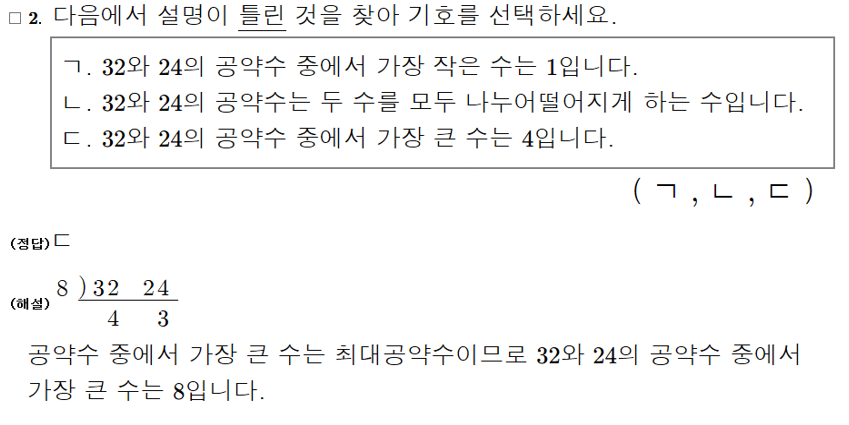 □ 2. 다음에서 설명이 틀린 것을 찾아 기호를 선택하세요.
ㄱ. 32와 24의 공약수 중에서 가장 작은 수는 1입니다.
ㄴ. 32와 24의 공약수는 두 수를 모두 나누어떨어지게 하는 수입니다.
ㄷ. 32와 24의 공약수 중에서 가장 큰 수는 4입니다.
( ㄱ , ㄴ , ㄷ )
(정답) ㄷ
(해설) 8 ) 32 24
4 3
공약수 중에서 가장 큰 수는 최대공약수이므로 32와 24의 공약수 중에서
가장 큰 수는 8입니다.